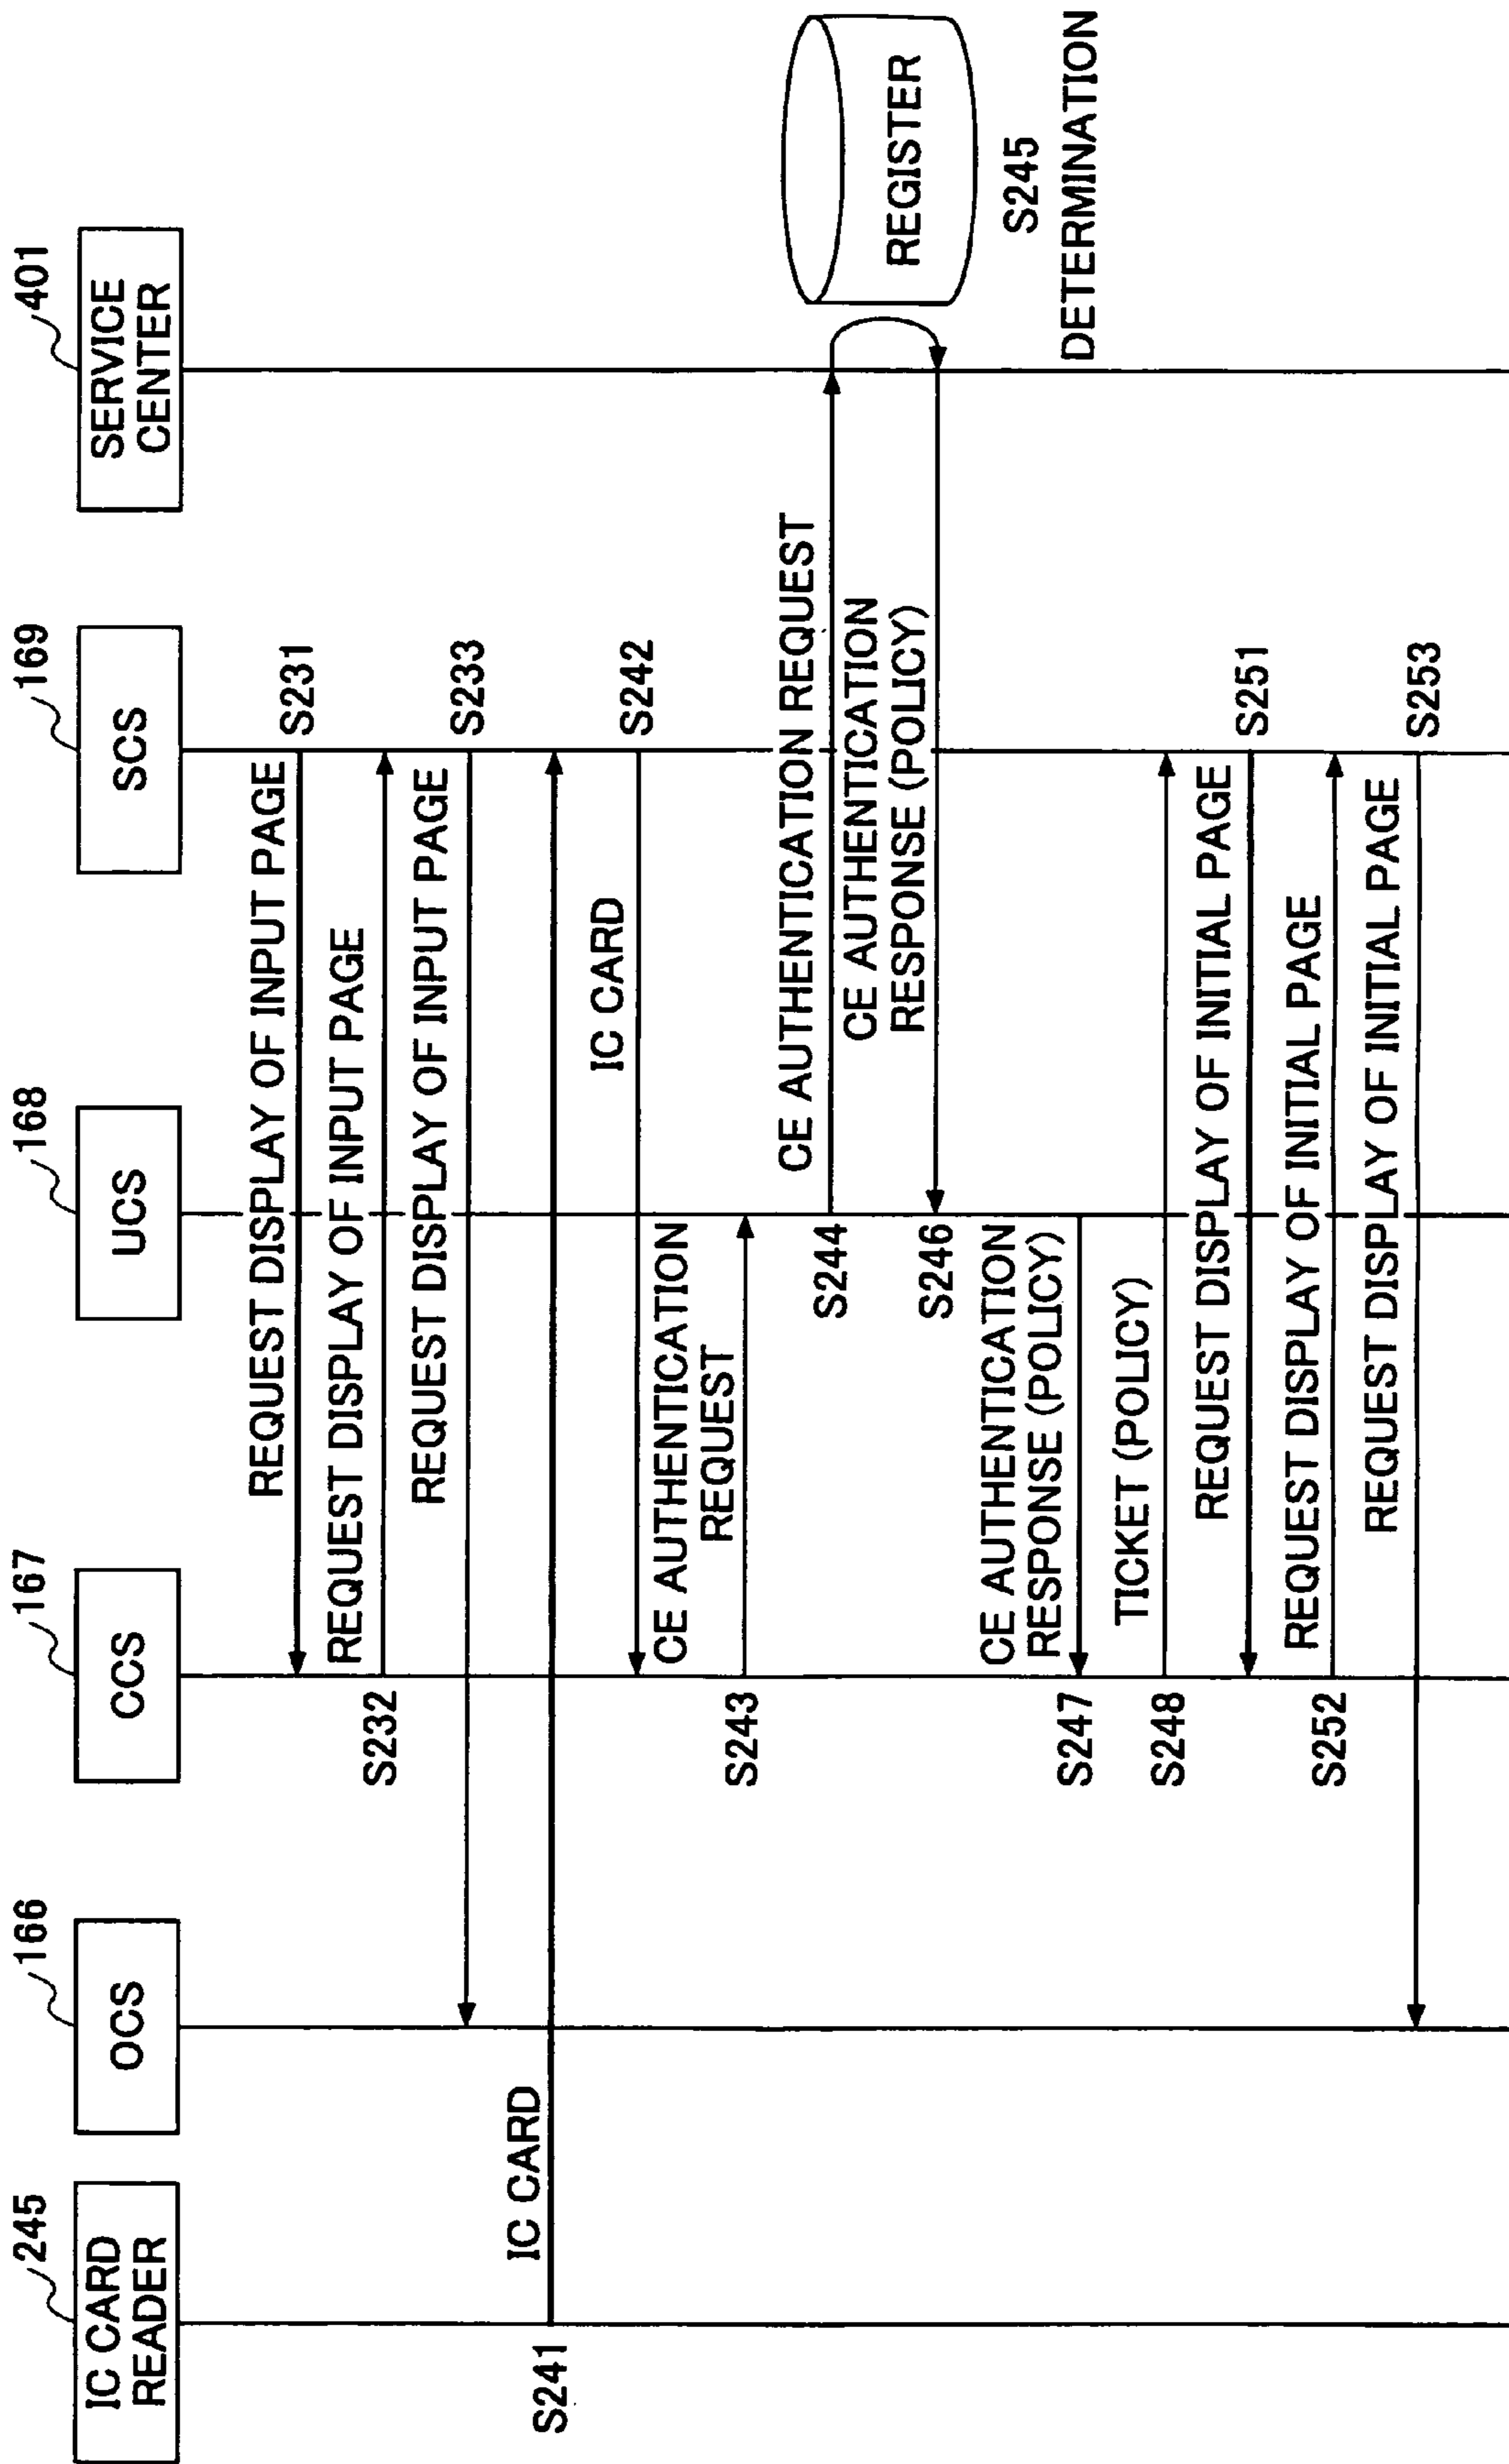 245
IC CARD
READER
166
OCS
167
CCS
168
UCS
169
SCS
401
SERVICE
CENTER
REQUEST DISPLAY OF INPUT PAGE
S231
S232
REQUEST DISPLAY OF INPUT PAGE
REQUEST DISPLAY OF INPUT PAGE
S233
S241
IC CARD
IC CARD
S242
S243
CE AUTHENTICATION
REQUEST
S244
CE AUTHENTICATION REQUEST
REGISTER
S245
DETERMINATION
S246
CE AUTHENTICATION
RESPONSE (POLICY)
S247
CE AUTHENTICATION
RESPONSE (POLICY)
S248
TICKET (POLICY)
REQUEST DISPLAY OF INITIAL PAGE
S251
S252
REQUEST DISPLAY OF INITIAL PAGE
REQUEST DISPLAY OF INITIAL PAGE
S253